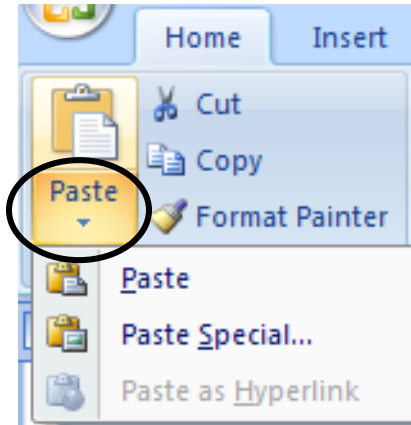 Home Insert
Cut
Copy
Paste
Format Painter
Paste
Paste Special...
Paste as Hyperlink